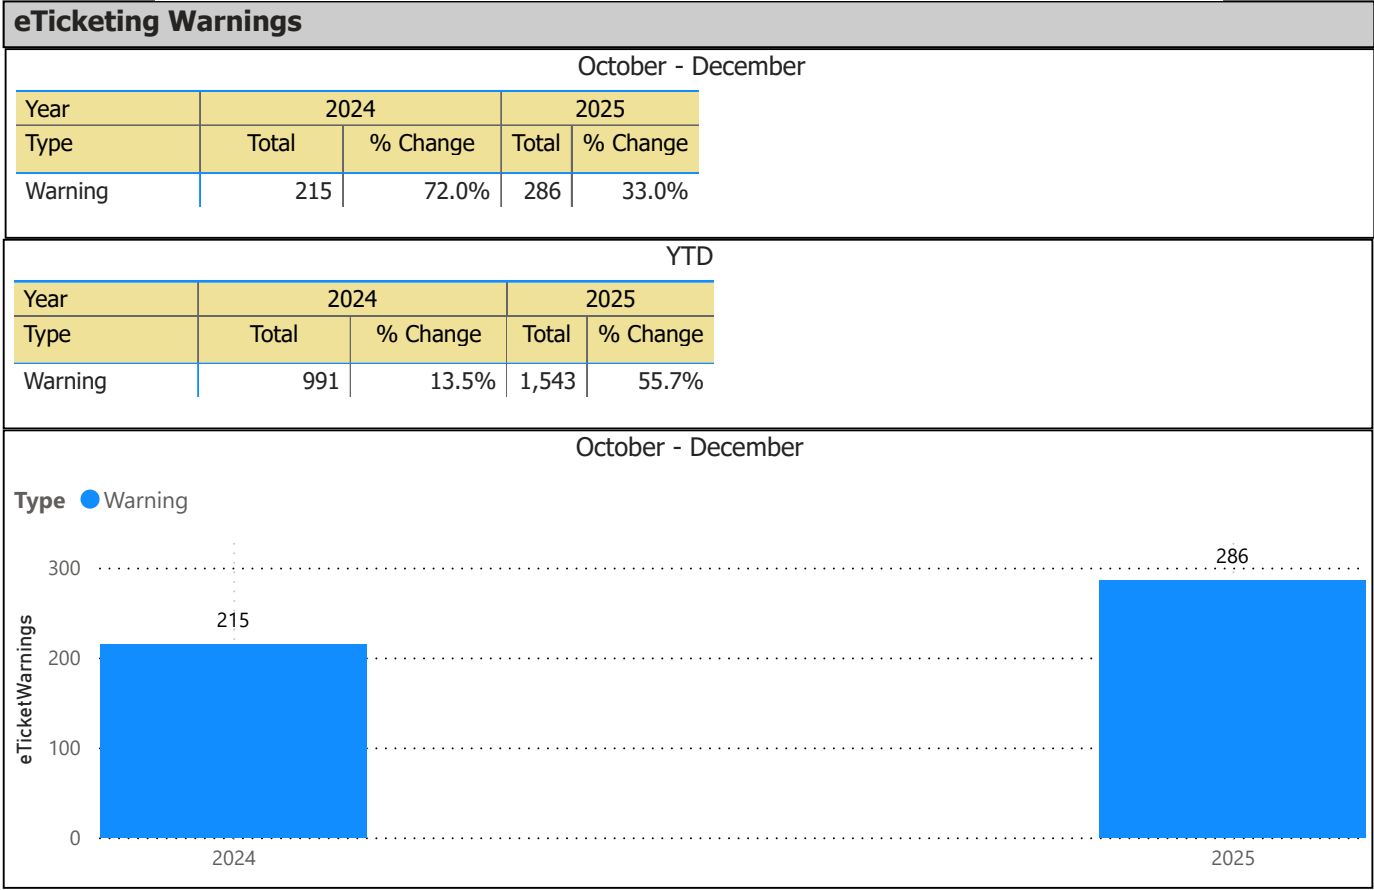 eTicketing Warnings
October - December
Year 2024 2025
Type Total % Change Total % Change
Warning 215 72.0% 286 33.0%
YTD
Year 2024 2025
Type Total % Change Total % Change
Warning 991 13.5% 1,543 55.7%
October - December
Type Warning
286
300
215
200
100
0
eTicketWarnings
2024 2025